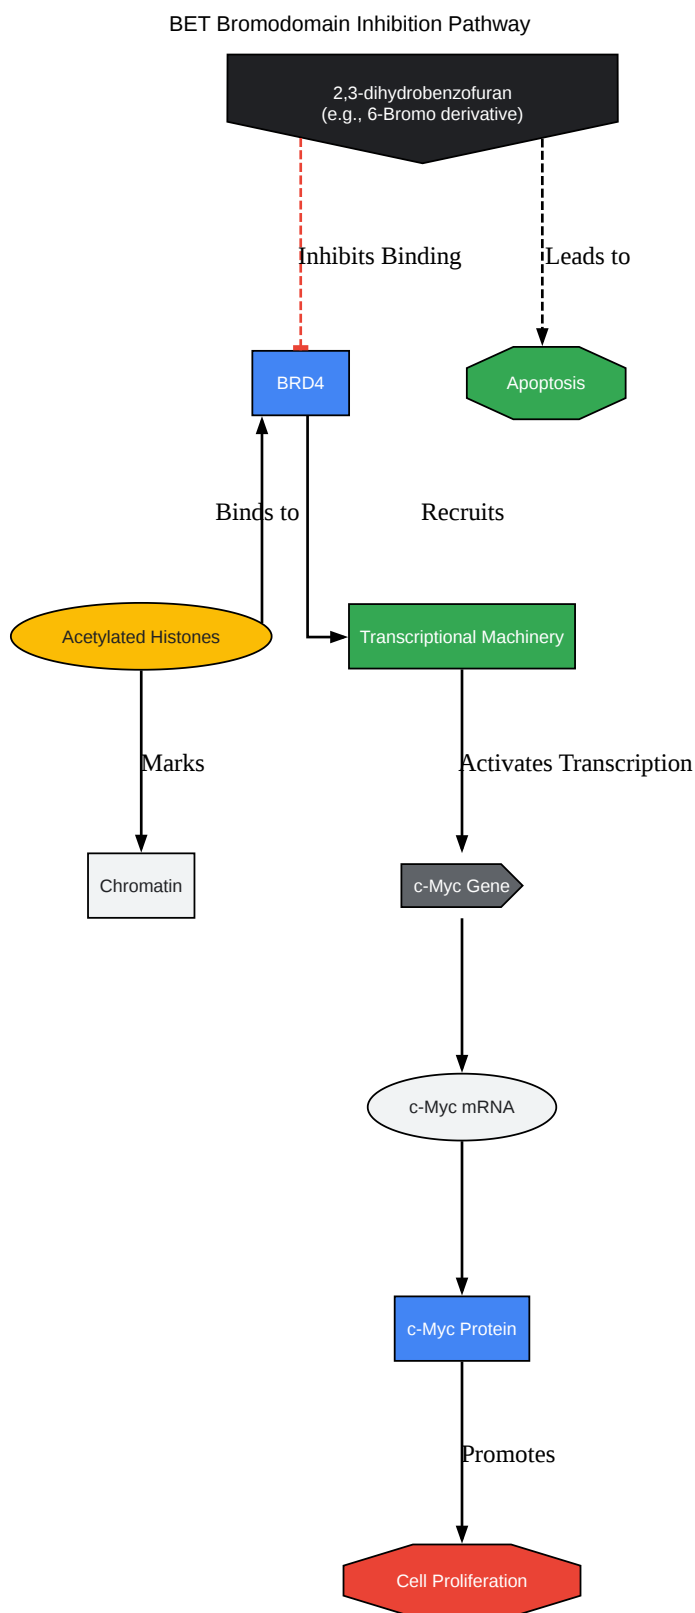 BET Bromodomain Inhibition Pathway
2,3-dihydrobenzofuran
(e.g., 6-Bromo derivative)
Inhibits Binding
Leads to
BRD4
Apoptosis
Binds to
Recruits
Acetylated Histones
Transcriptional Machinery
Marks
Activates Transcription
Chromatin
c-Myc Gene
c-Myc mRNA
c-Myc Protein
Promotes
Cell Proliferation